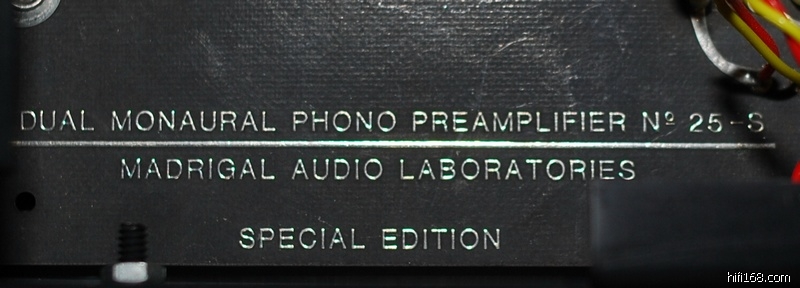 DUAL MONAURAL PHONO PREAMPLIFIER Nº 25-S
MADRIGAL AUDIO LABORATORIES
SPECIAL EDITION
hifi168.com